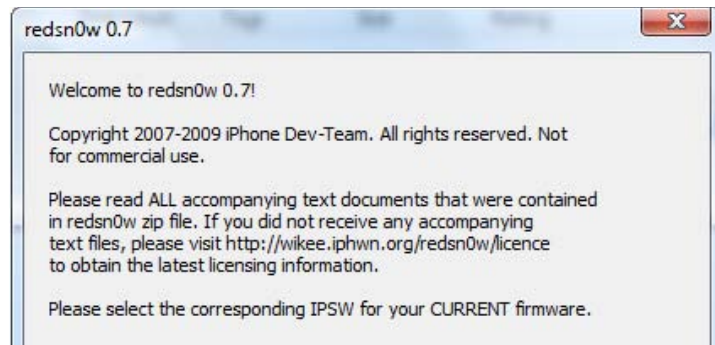 redsn0w 0.7
Welcome to redsn0w 0.7!
Copyright 2007-2009 iPhone Dev-Team. All rights reserved. Not
for commercial use.
Please read ALL accompanying text documents that were contained
in redsn0w zip file. If you did not receive any accompanying
text files, please visit http://wikee.iphwn.org/redsn0w/licence
to obtain the latest licensing information.
Please select the corresponding IPSW for your CURRENT firmware.